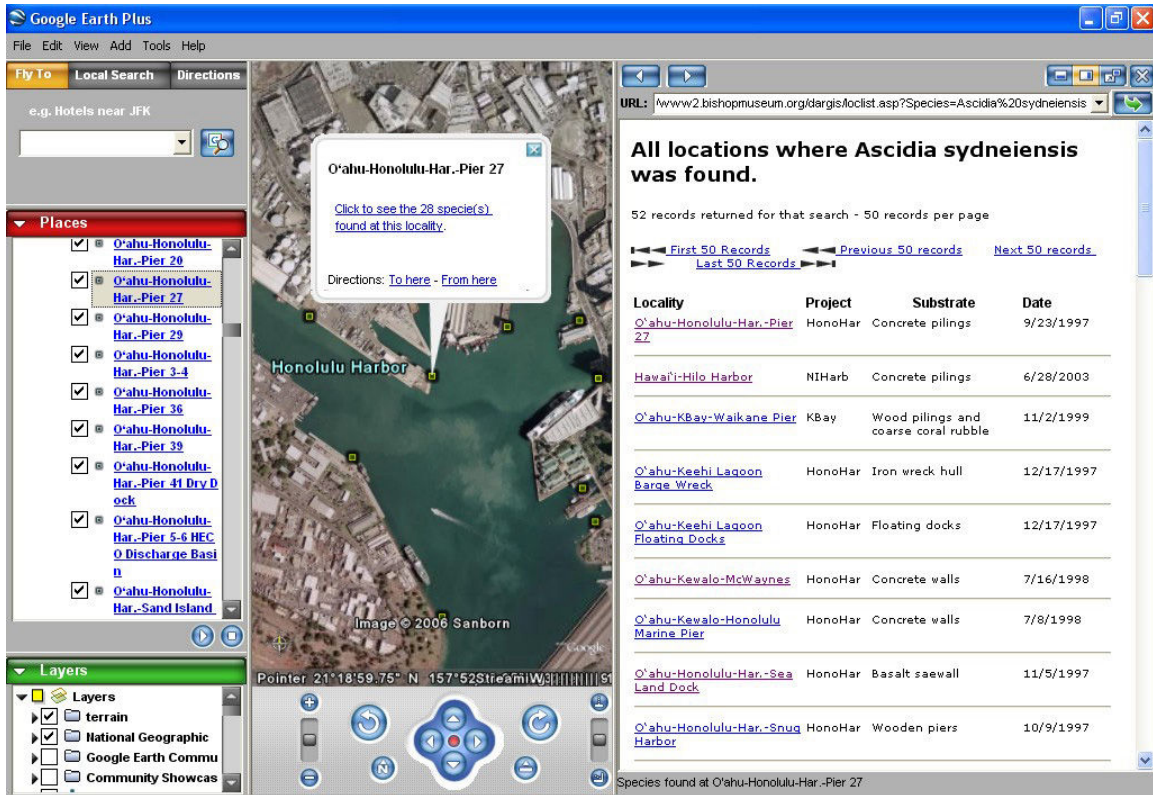 Google Earth Plus
File Edit View Add Tools Help
Fly To Local Search Directions
e.g. Hotels near JFK
Places
O'ahu-Honolulu-
Har.-Pier 20
O'ahu-Honolulu-
Har.-Pier 27
O'ahu-Honolulu-
Har.-Pier 29
O'ahu-Honolulu-
Har.-Pier 3-4
O'ahu-Honolulu-
Har.-Pier 36
O'ahu-Honolulu-
Har.-Pier 39
O'ahu-Honolulu-
Har.-Pier 41 Dry D
ock
O'ahu-Honolulu-
Har.-Pier 5-6 HEC
O Discharge Basi
n
O'ahu-Honolulu-
Har.-Sand Island
Layers
Layers
terrain
National Geographic
Google Earth Commu
Community Showcas
O'ahu-Honolulu-Har.-Pier 27
Click to see the 28 specie(s)
found at this locality.
Directions: To here - From here
Honolulu Harbor
Image © 2006 Sanborn
Google
Pointer 21°18'59.75" N 157°52
N
URL: /www2.bishopmuseum.org/dargis/loclist.asp?Species=Ascidia%20sydneiensis
All locations where Ascidia sydneiensis
was found.
52 records returned for that search - 50 records per page
First 50 Records Previous 50 records Next 50 records
Last 50 Records
Locality Project Substrate Date
O`ahu-Honolulu-Har.-Pier HonoHar Concrete pilings 9/23/1997
27
Hawai`i-Hilo Harbor NIHarb Concrete pilings 6/28/2003
O`ahu-KBay-Waikane Pier KBay Wood pilings and 11/2/1999
coarse coral rubble
O`ahu-Keehi Lagoon HonoHar Iron wreck hull 12/17/1997
Barge Wreck
O`ahu-Keehi Lagoon HonoHar Floating docks 12/17/1997
Floating Docks
O`ahu-Kewalo-McWaynes HonoHar Concrete walls 7/16/1998
O`ahu-Kewalo-Honolulu HonoHar Concrete walls 7/8/1998
Marine Pier
O`ahu-Honolulu-Har.-Sea HonoHar Basalt saewall 11/5/1997
Land Dock
O`ahu-Honolulu-Har.-Snug HonoHar Wooden piers 10/9/1997
Harbor
Species found at O'ahu-Honolulu-Har.-Pier 27